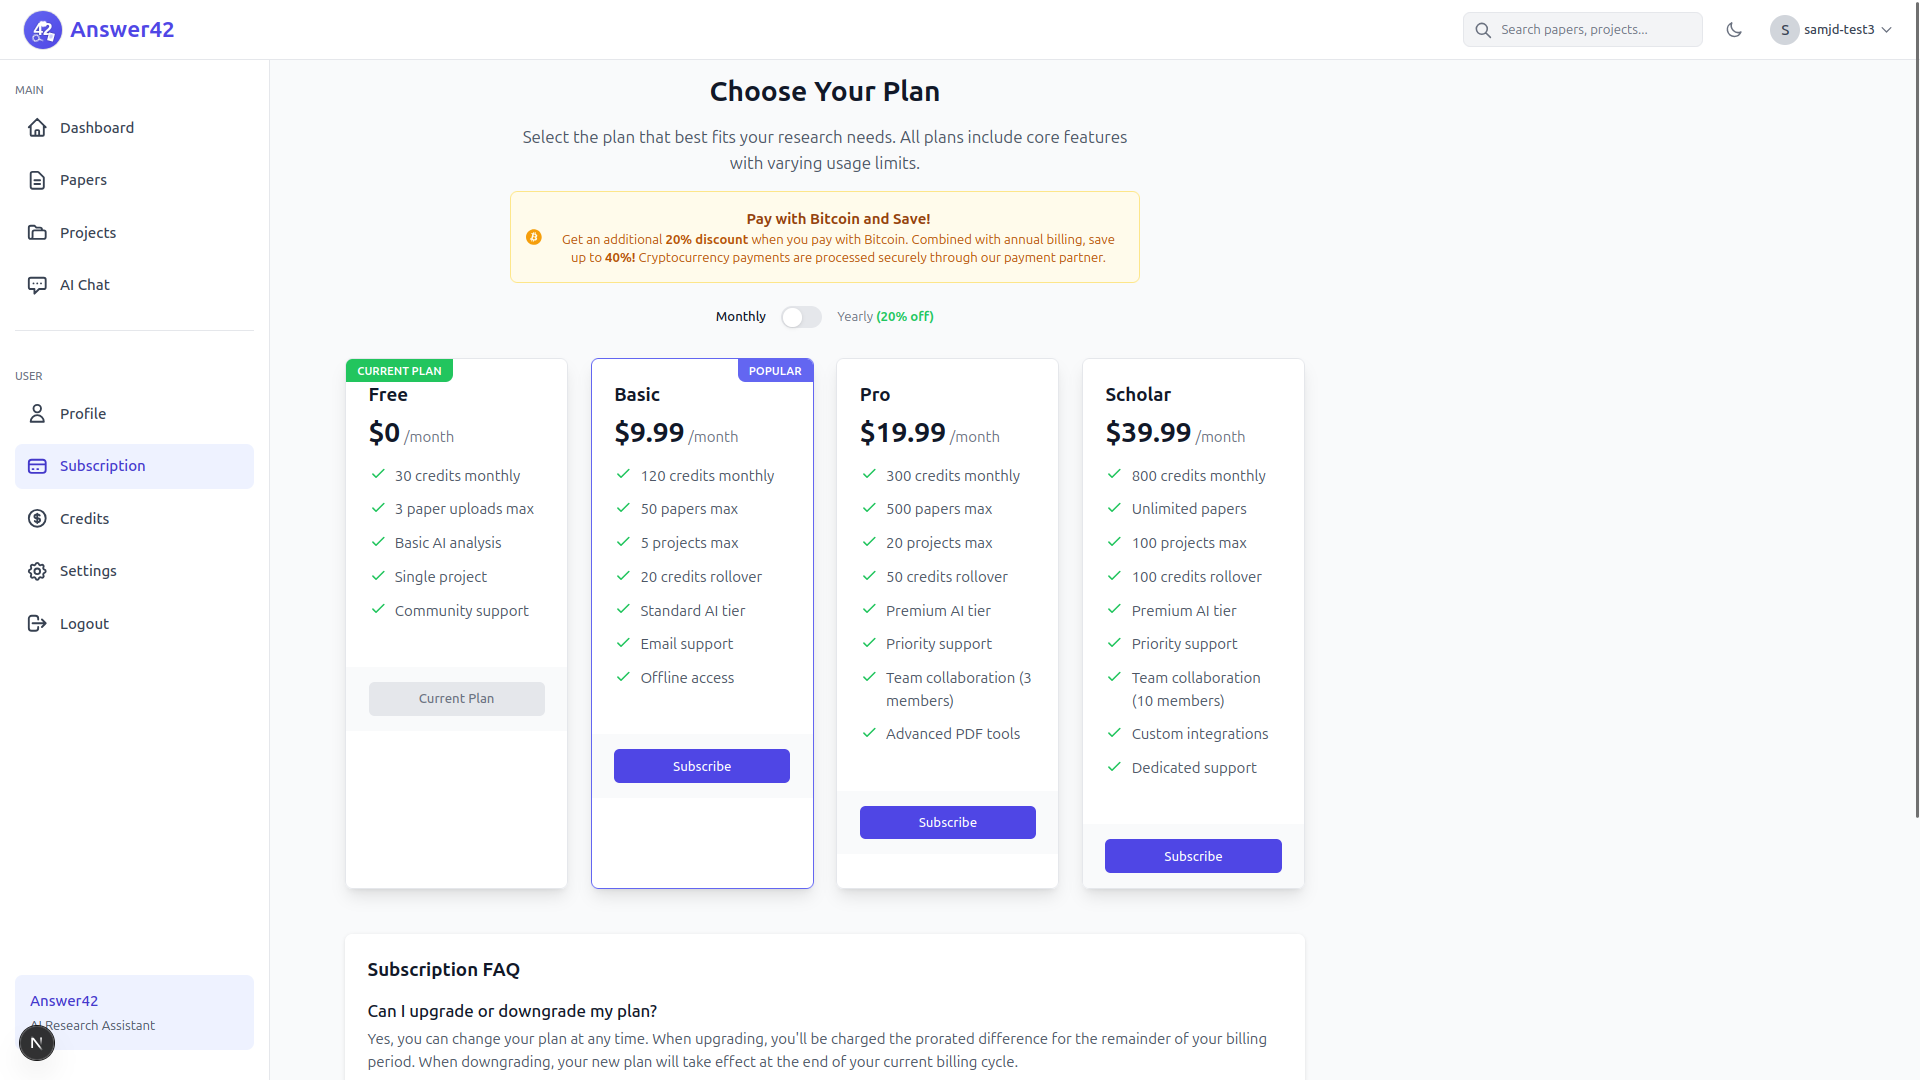 42
Answer42
Search papers, projects...
S
samjd-test3
MAIN
Dashboard
Papers
Projects
AI Chat
USER
Profile
Subscription
Credits
Settings
Logout
Answer42
AI Research Assistant
N
Choose Your Plan
Select the plan that best fits your research needs. All plans include core features
with varying usage limits.
Pay with Bitcoin and Save!
Get an additional 20% discount when you pay with Bitcoin. Combined with annual billing, save
up to 40%! Cryptocurrency payments are processed securely through our payment partner.
Monthly
Yearly (20% off)
CURRENT PLAN
Free
$0 /month
30 credits monthly
3 paper uploads max
Basic AI analysis
Single project
Community support
Current Plan
POPULAR
Basic
$9.99 /month
120 credits monthly
50 papers max
5 projects max
20 credits rollover
Standard AI tier
Email support
Offline access
Subscribe
Pro
$19.99 /month
300 credits monthly
500 papers max
20 projects max
50 credits rollover
Premium AI tier
Priority support
Team collaboration (3
members)
Advanced PDF tools
Subscribe
Scholar
$39.99 /month
800 credits monthly
Unlimited papers
100 projects max
100 credits rollover
Premium AI tier
Priority support
Team collaboration
(10 members)
Custom integrations
Dedicated support
Subscribe
Subscription FAQ
Can I upgrade or downgrade my plan?
Yes, you can change your plan at any time. When upgrading, you'll be charged the prorated difference for the remainder of your billing
period. When downgrading, your new plan will take effect at the end of your current billing cycle.